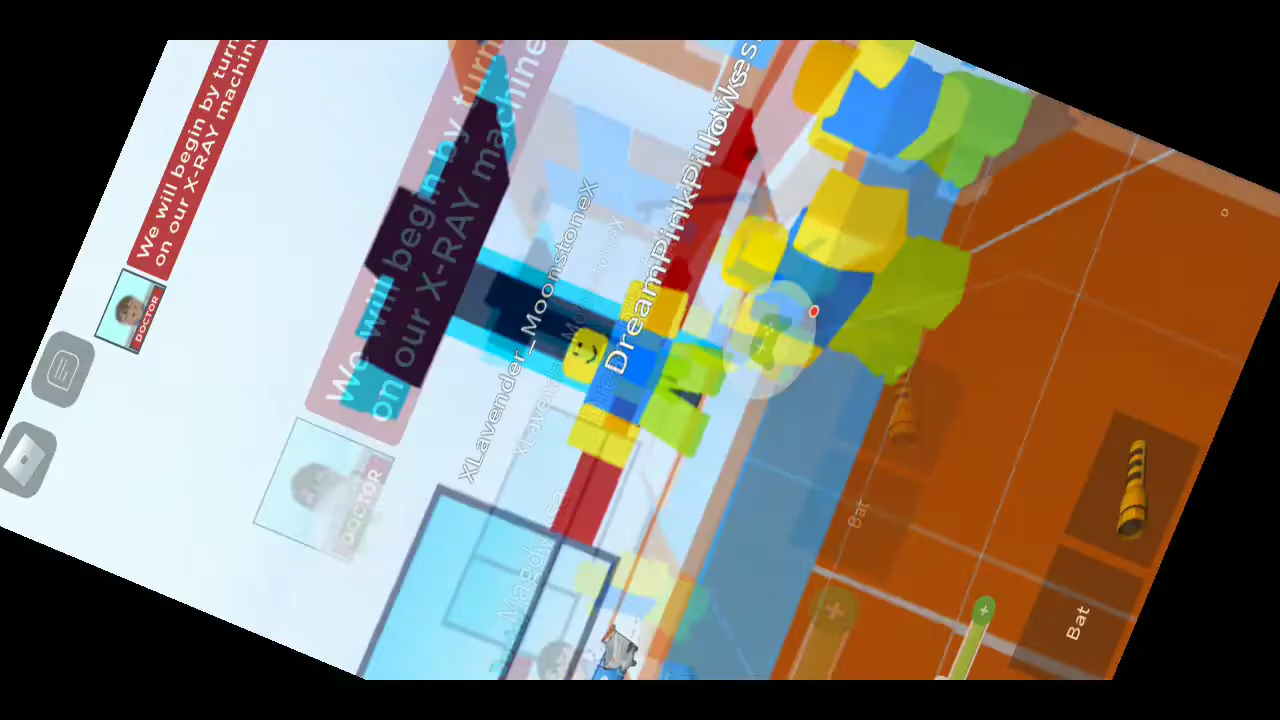 We will begin by turn
on our X-RAY machine
DOCTOR
We will begin by turn
on our X-RAY machine
DOCTOR
XLavender_MoonstoneX
DreamPinkPillows
Bat
Bat